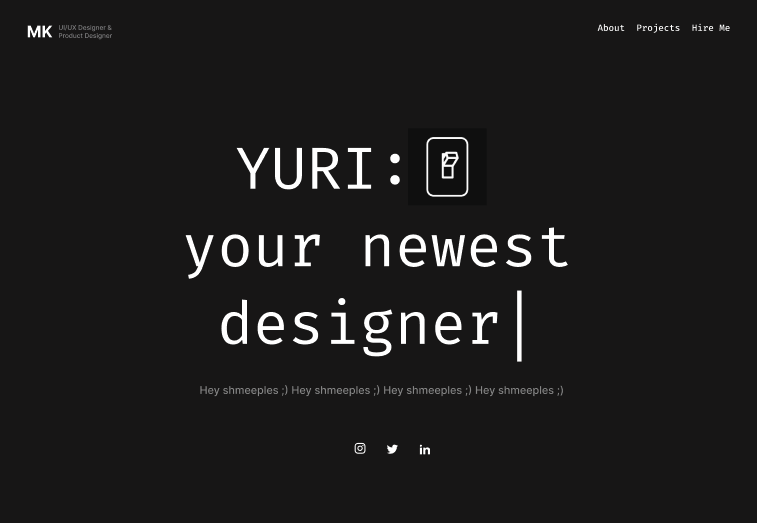 MK
UI/UX Designer &
Product Designer
About Projects Hire Me
YURI:
your newest
designer|
Hey shmeeples ;) Hey shmeeples ;) Hey shmeeples ;) Hey shmeeples ;)